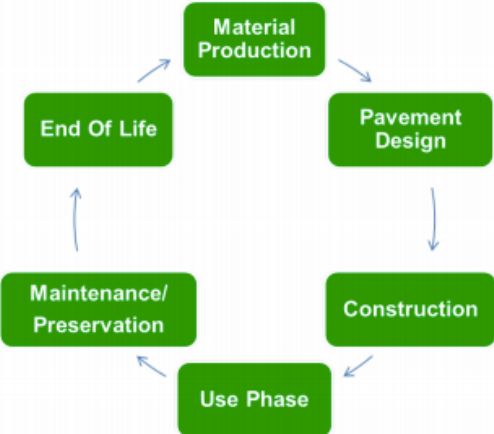 Material
Production
Pavement
Design
Construction
Use Phase
Maintenance/
Preservation
End Of Life